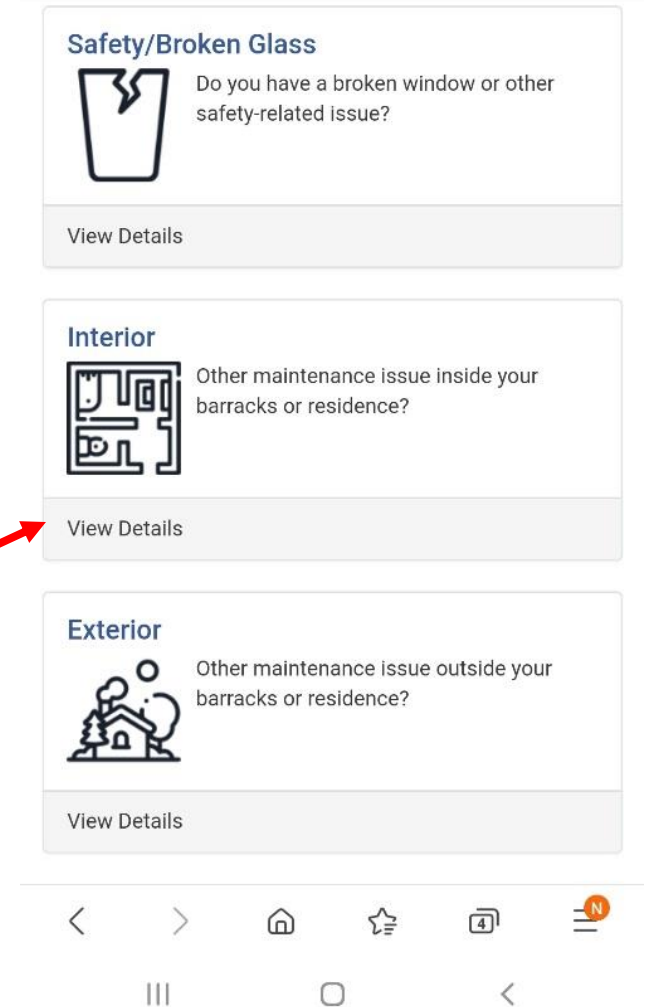 Safety/Broken Glass
Do you have a broken window or other
safety-related issue?
View Details
Interior
Other maintenance issue inside your
barracks or residence?
View Details
Exterior
Other maintenance issue outside your
barracks or residence?
View Details
4
N